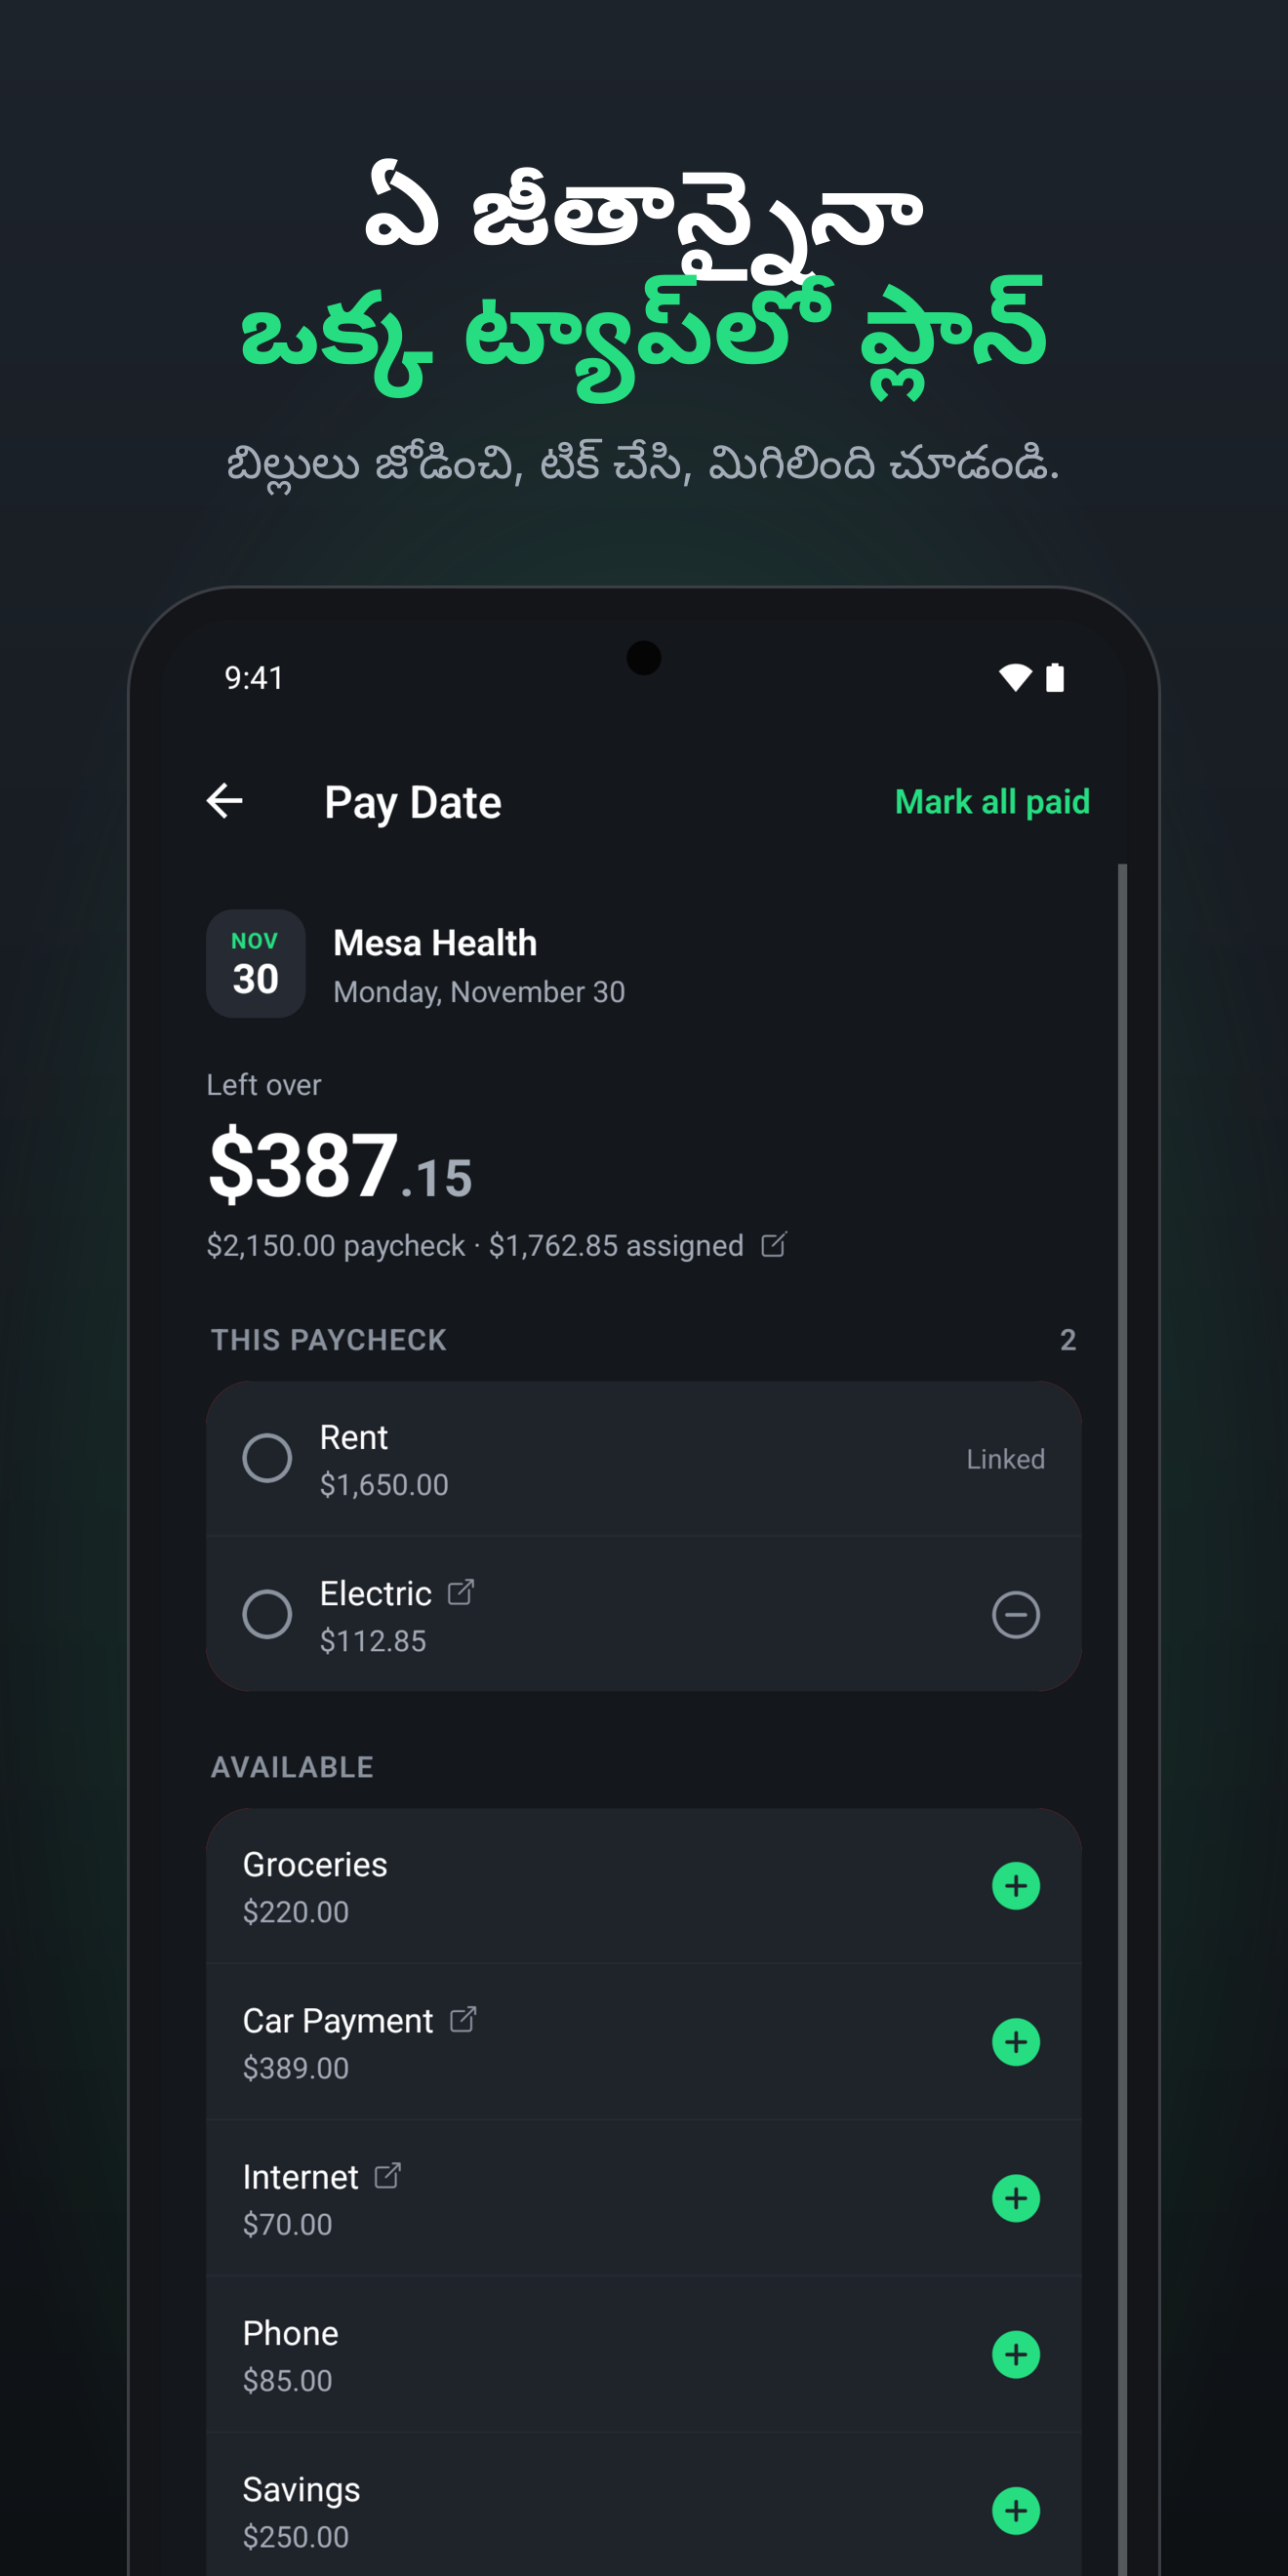 ఏ జీతాన్నైనా
ఒక్క ట్యాప్‌లో ప్లాన్
బిల్లులు జోడించి, టిక్ చేసి, మిగిలింది చూడండి.
9:41
Pay Date
Mark all paid
NOV
30
Mesa Health
Monday, November 30
Left over
$387.15
$2,150.00 paycheck · $1,762.85 assigned
THIS PAYCHECK 2
Rent
$1,650.00
Linked
Electric
$112.85
AVAILABLE
Groceries
$220.00
Car Payment
$389.00
Internet
$70.00
Phone
$85.00
Savings
$250.00